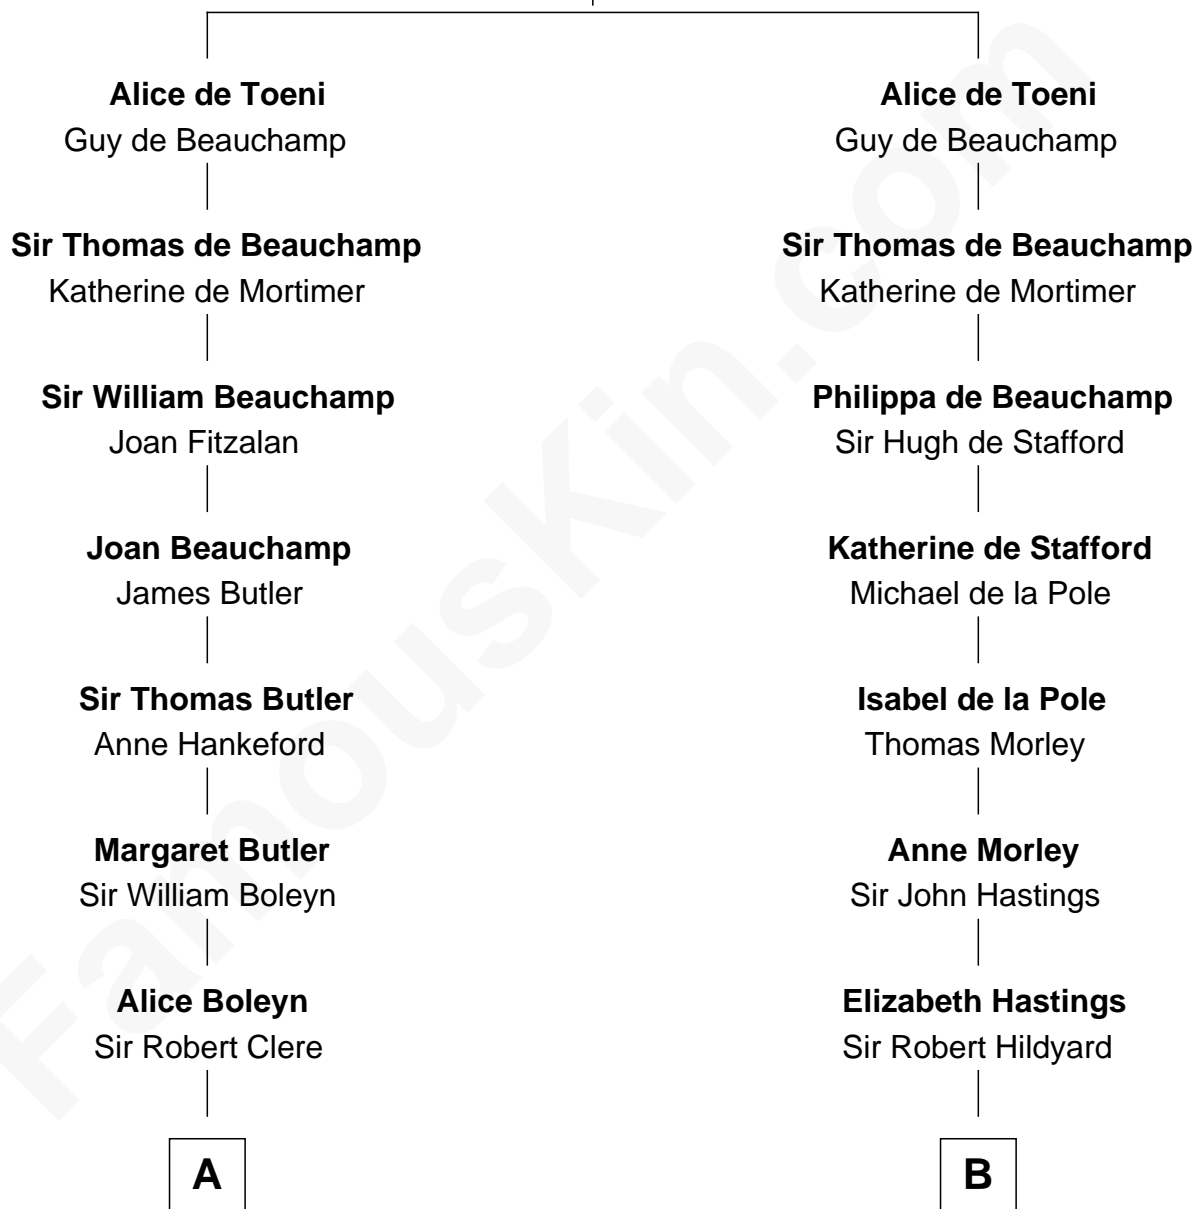 Alice de Toeni
Guy de Beauchamp
Sir Thomas de Beauchamp
Katherine de Mortimer
Sir William Beauchamp
Joan Fitzalan
Joan Beauchamp
James Butler
Sir Thomas Butler
Anne Hankeford
Margaret Butler
Sir William Boleyn
Alice Boleyn
Sir Robert Clere
A
Alice de Toeni
Guy de Beauchamp
Sir Thomas de Beauchamp
Katherine de Mortimer
Philippa de Beauchamp
Sir Hugh de Stafford
Katherine de Stafford
Michael de la Pole
Isabel de la Pole
Thomas Morley
Anne Morley
Sir John Hastings
Elizabeth Hastings
Sir Robert Hildyard
B
FamousKin.com